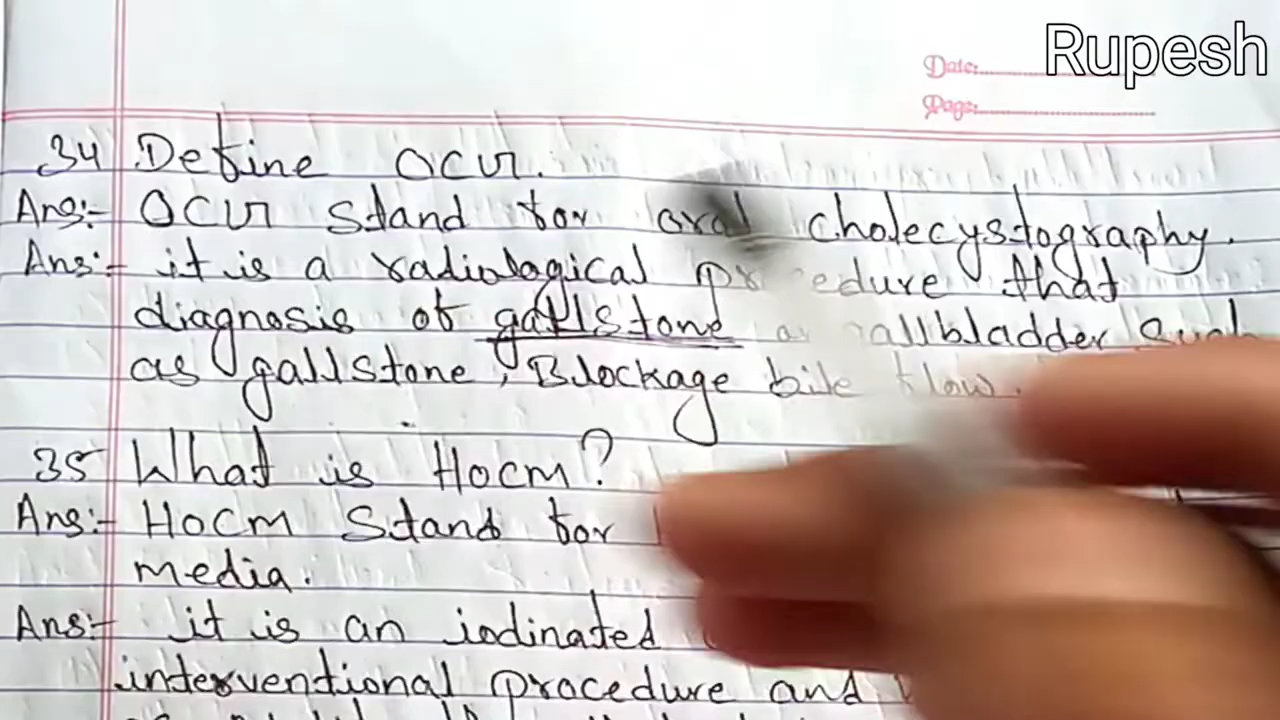 Rupesh
Date:
Page:
34 Define OCG.
Ans:- OCG Stand for oral cholecystography.
Ans:- it is a radiological procedure that
diagnosis of gallstone allbladder Such
as gallstone, Blockage bile flow.
35 What is Hocm?
Ans:- HOCM Stand for
media.
Ans:- it is an iodinated
interventional procedure and